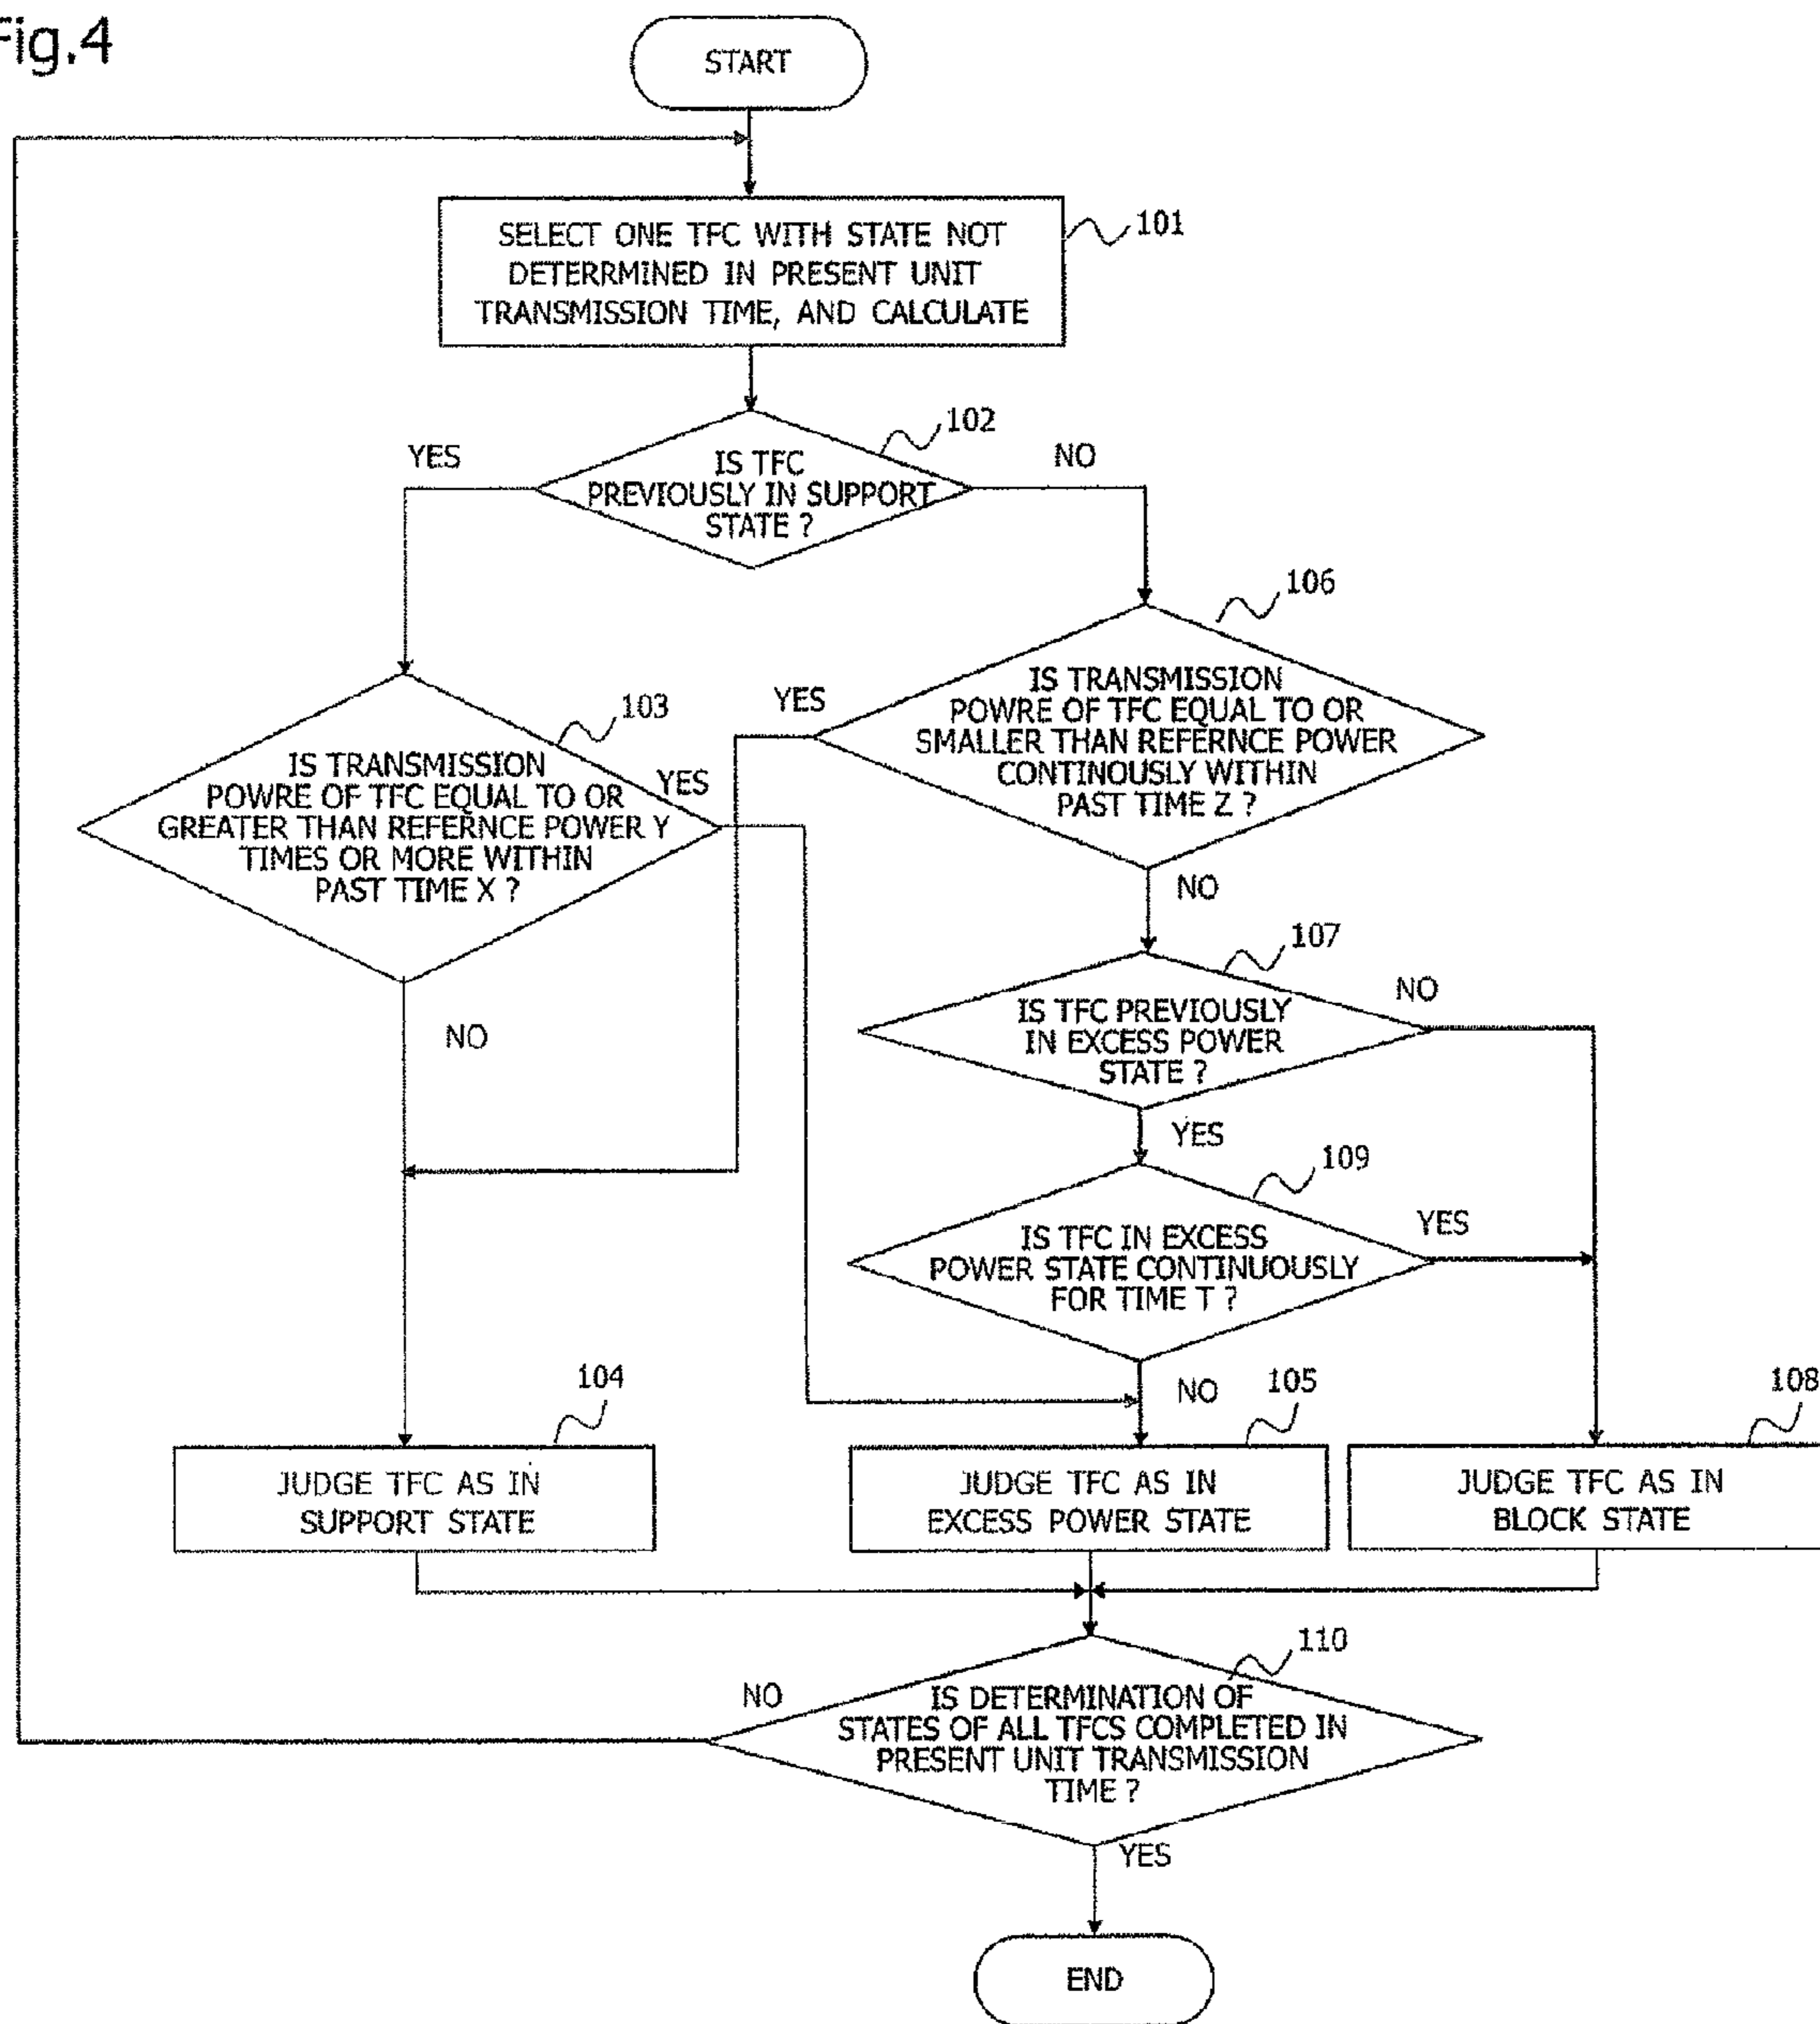 Fig.4
START
SELECT ONE TFC WITH STATE NOT
DETERRMINED IN PRESENT UNIT
TRANSMISSION TIME, AND CALCULATE
101
102
YES
NO
IS TFC
PREVIOUSLY IN SUPPORT
STATE ?
106
IS TRANSMISSION
POWRE OF TFC EQUAL TO OR
SMALLER THAN REFERNCE POWER
CONTINOUSLY WITHIN
PAST TIME Z ?
YES
NO
103
IS TRANSMISSION
POWRE OF TFC EQUAL TO OR
GREATER THAN REFERNCE POWER Y
TIMES OR MORE WITHIN
PAST TIME X ?
YES
NO
107
IS TFC PREVIOUSLY
IN EXCESS POWER
STATE ?
NO
YES
109
IS TFC IN EXCESS
POWER STATE CONTINUOUSLY
FOR TIME T ?
YES
NO
104
JUDGE TFC AS IN
SUPPORT STATE
105
JUDGE TFC AS IN
EXCESS POWER STATE
108
JUDGE TFC AS IN
BLOCK STATE
110
NO
IS DETERMINATION OF
STATES OF ALL TFCS COMPLETED IN
PRESENT UNIT TRANSMISSION
TIME ?
YES
END